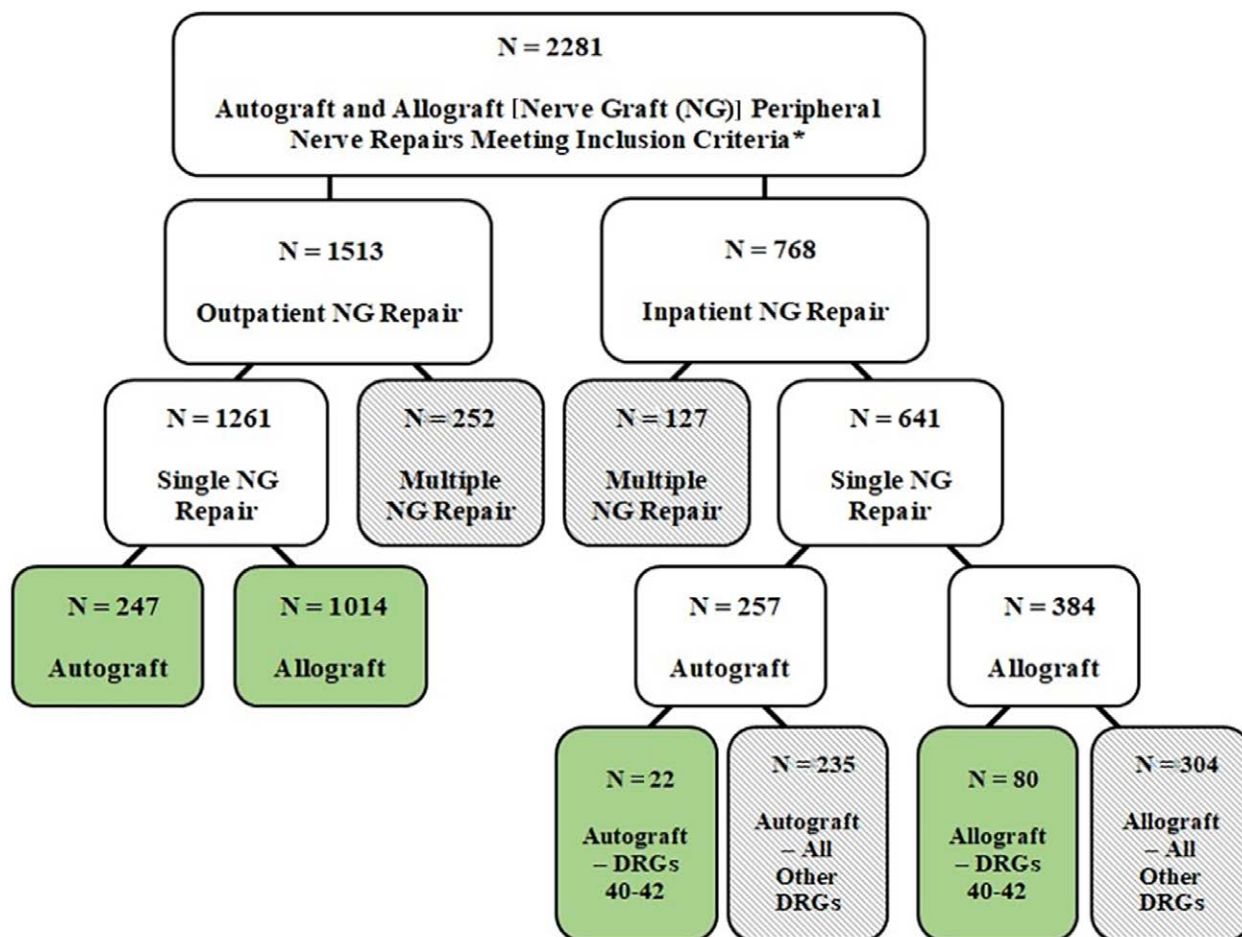 N = 2281
Autograft and Allograft [Nerve Graft (NG)] Peripheral
Nerve Repairs Meeting Inclusion Criteria*
N = 1513
Outpatient NG Repair
N = 768
Inpatient NG Repair
N = 1261
Single NG
Repair
N = 252
Multiple
NG Repair
N = 127
Multiple
NG Repair
N = 641
Single NG
Repair
N = 247
Autograft
N = 1014
Allograft
N = 257
Autograft
N = 384
Allograft
N = 22
Autograft
– DRGs
40-42
N = 235
Autograft
– All
Other
DRGs
N = 80
Allograft
– DRGs
40-42
N = 304
Allograft
– All
Other
DRGs